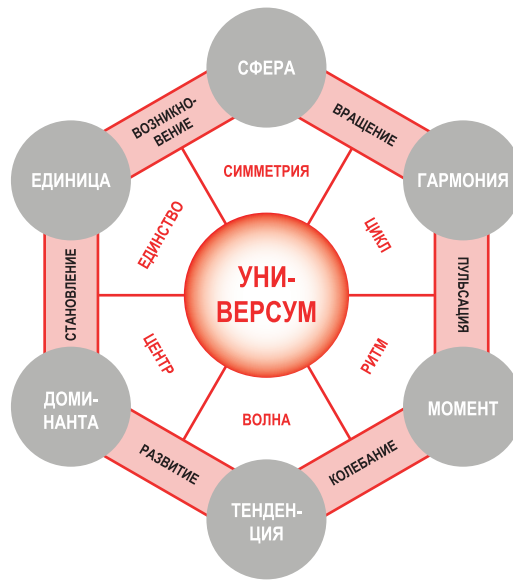 СФЕРА
ВОЗНИКНО-
ВЕНИЕ
ВРАЩЕНИЕ
ЕДИНИЦА
СИММЕТРИЯ
ГАРМОНИЯ
ЕДИНСТВО
ЦИКЛ
СТАНОВЛЕНИЕ
УНИ-
ВЕРСУМ
ПУЛЬСАЦИЯ
ЦЕНТР
РИТМ
ДОМИ-
НАНТА
ВОЛНА
МОМЕНТ
РАЗВИТИЕ
КОЛЕБАНИЕ
ТЕНДЕН-
ЦИЯ